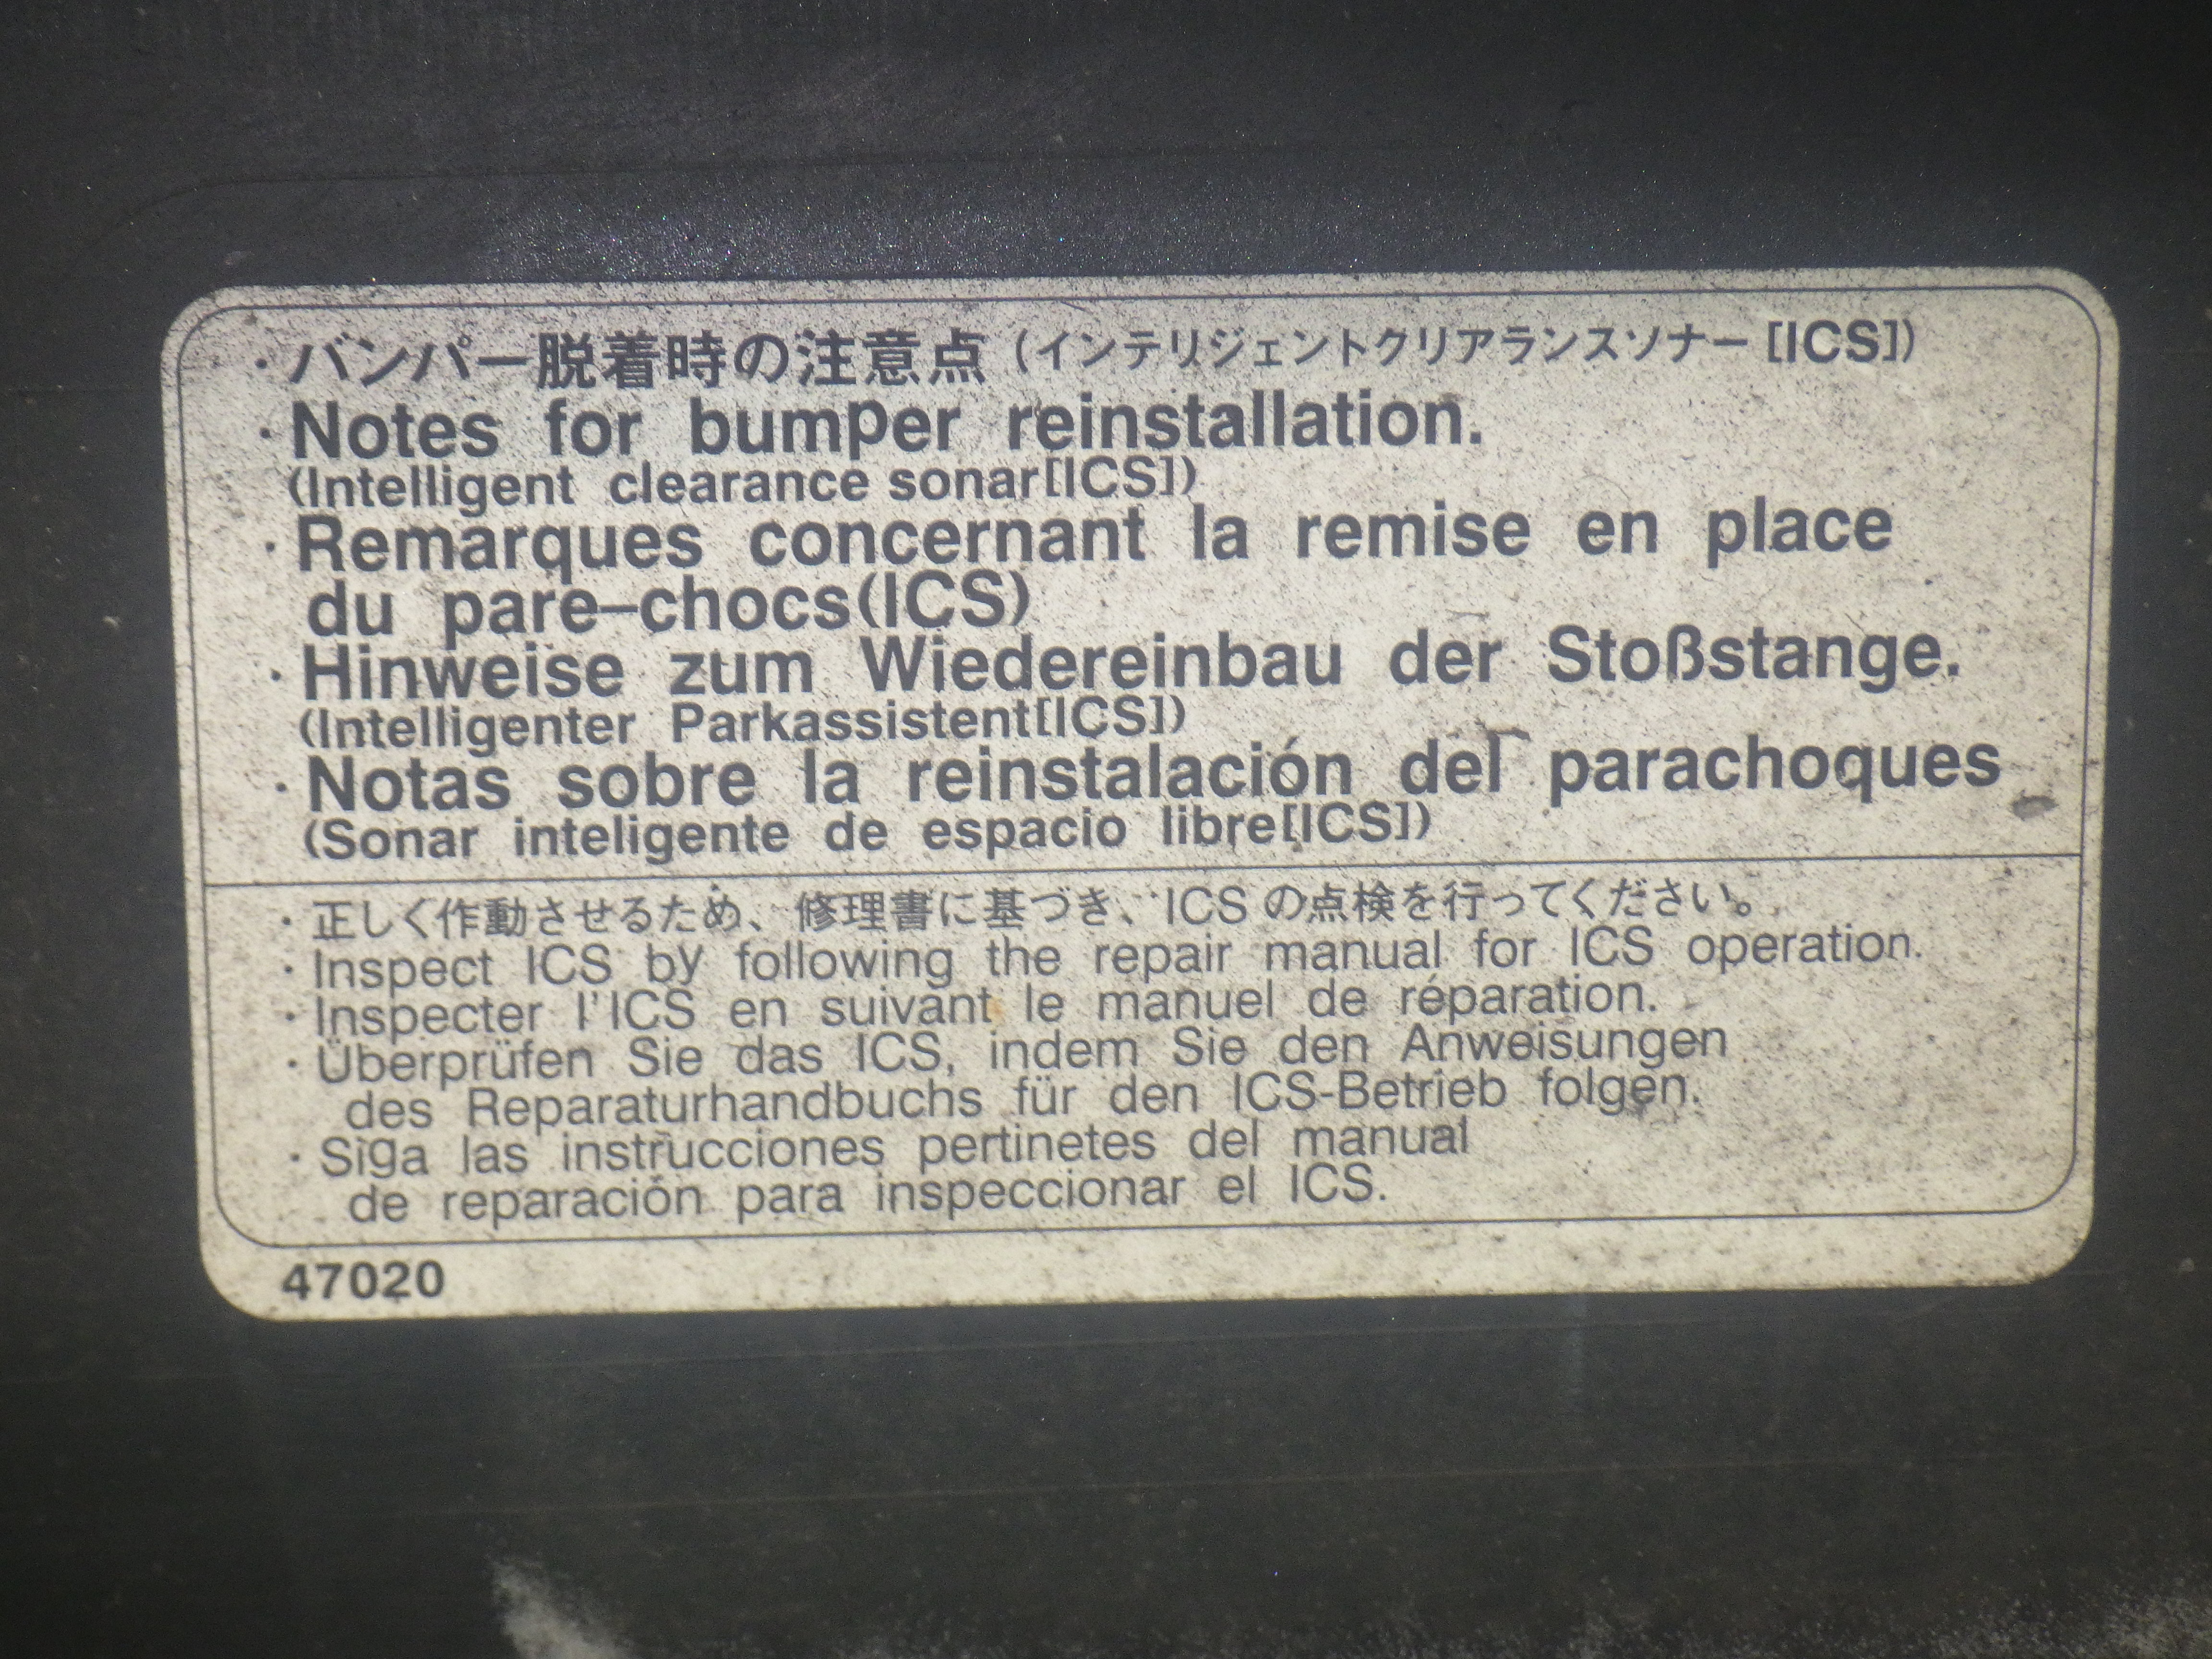 ・バンパー脱着時の注意点（インテリジェントクリアランスソナー [ICS]）
・Notes for bumper reinstallation.
(Intelligent clearance sonar[ICS])
・Remarques concernant la remise en place
du pare–chocs(ICS)
・Hinweise zum Wiedereinbau der Stoßstange.
(Intelligenter Parkassistent[ICS])
・Notas sobre la reinstalación del parachoques
(Sonar inteligente de espacio libre[ICS])
・正しく作動させるため、修理書に基づき、ICS の点検を行ってください。
・Inspect ICS by following the repair manual for ICS operation.
・Inspecter l'ICS en suivant le manuel de réparation.
・Überprüfen Sie das ICS, indem Sie den Anweisungen
des Reparaturhandbuchs für den ICS-Betrieb folgen.
・Siga las instrucciones pertinetes del manual
de reparación para inspeccionar el ICS.
47020